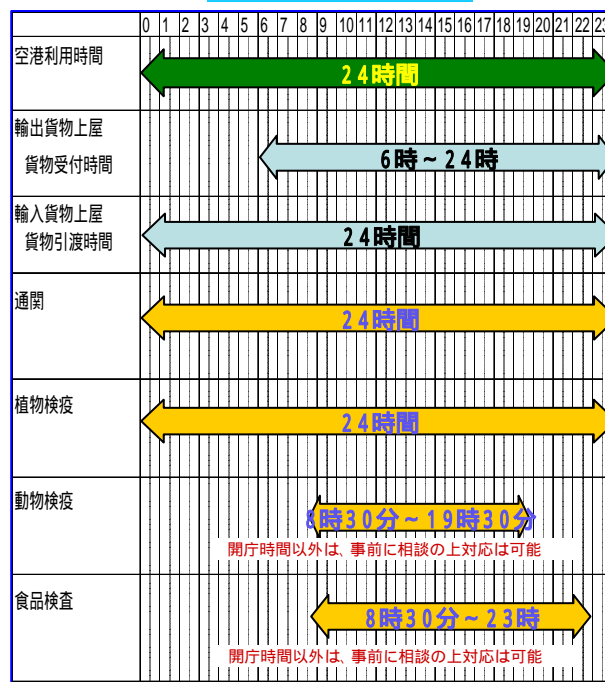 0 1 2 3 4 5 6 7 8 9 10 11 12 13 14 15 16 17 18 19 20 21 22 23
空港利用時間
24時間
輸出貨物上屋
貨物受付時間
6時～24時
輸入貨物上屋
貨物引渡時間
24時間
通関
24時間
植物検疫
24時間
動物検疫
8時30分～19時30分
開庁時間以外は、事前に相談の上対応は可能
食品検査
8時30分～23時
開庁時間以外は、事前に相談の上対応は可能